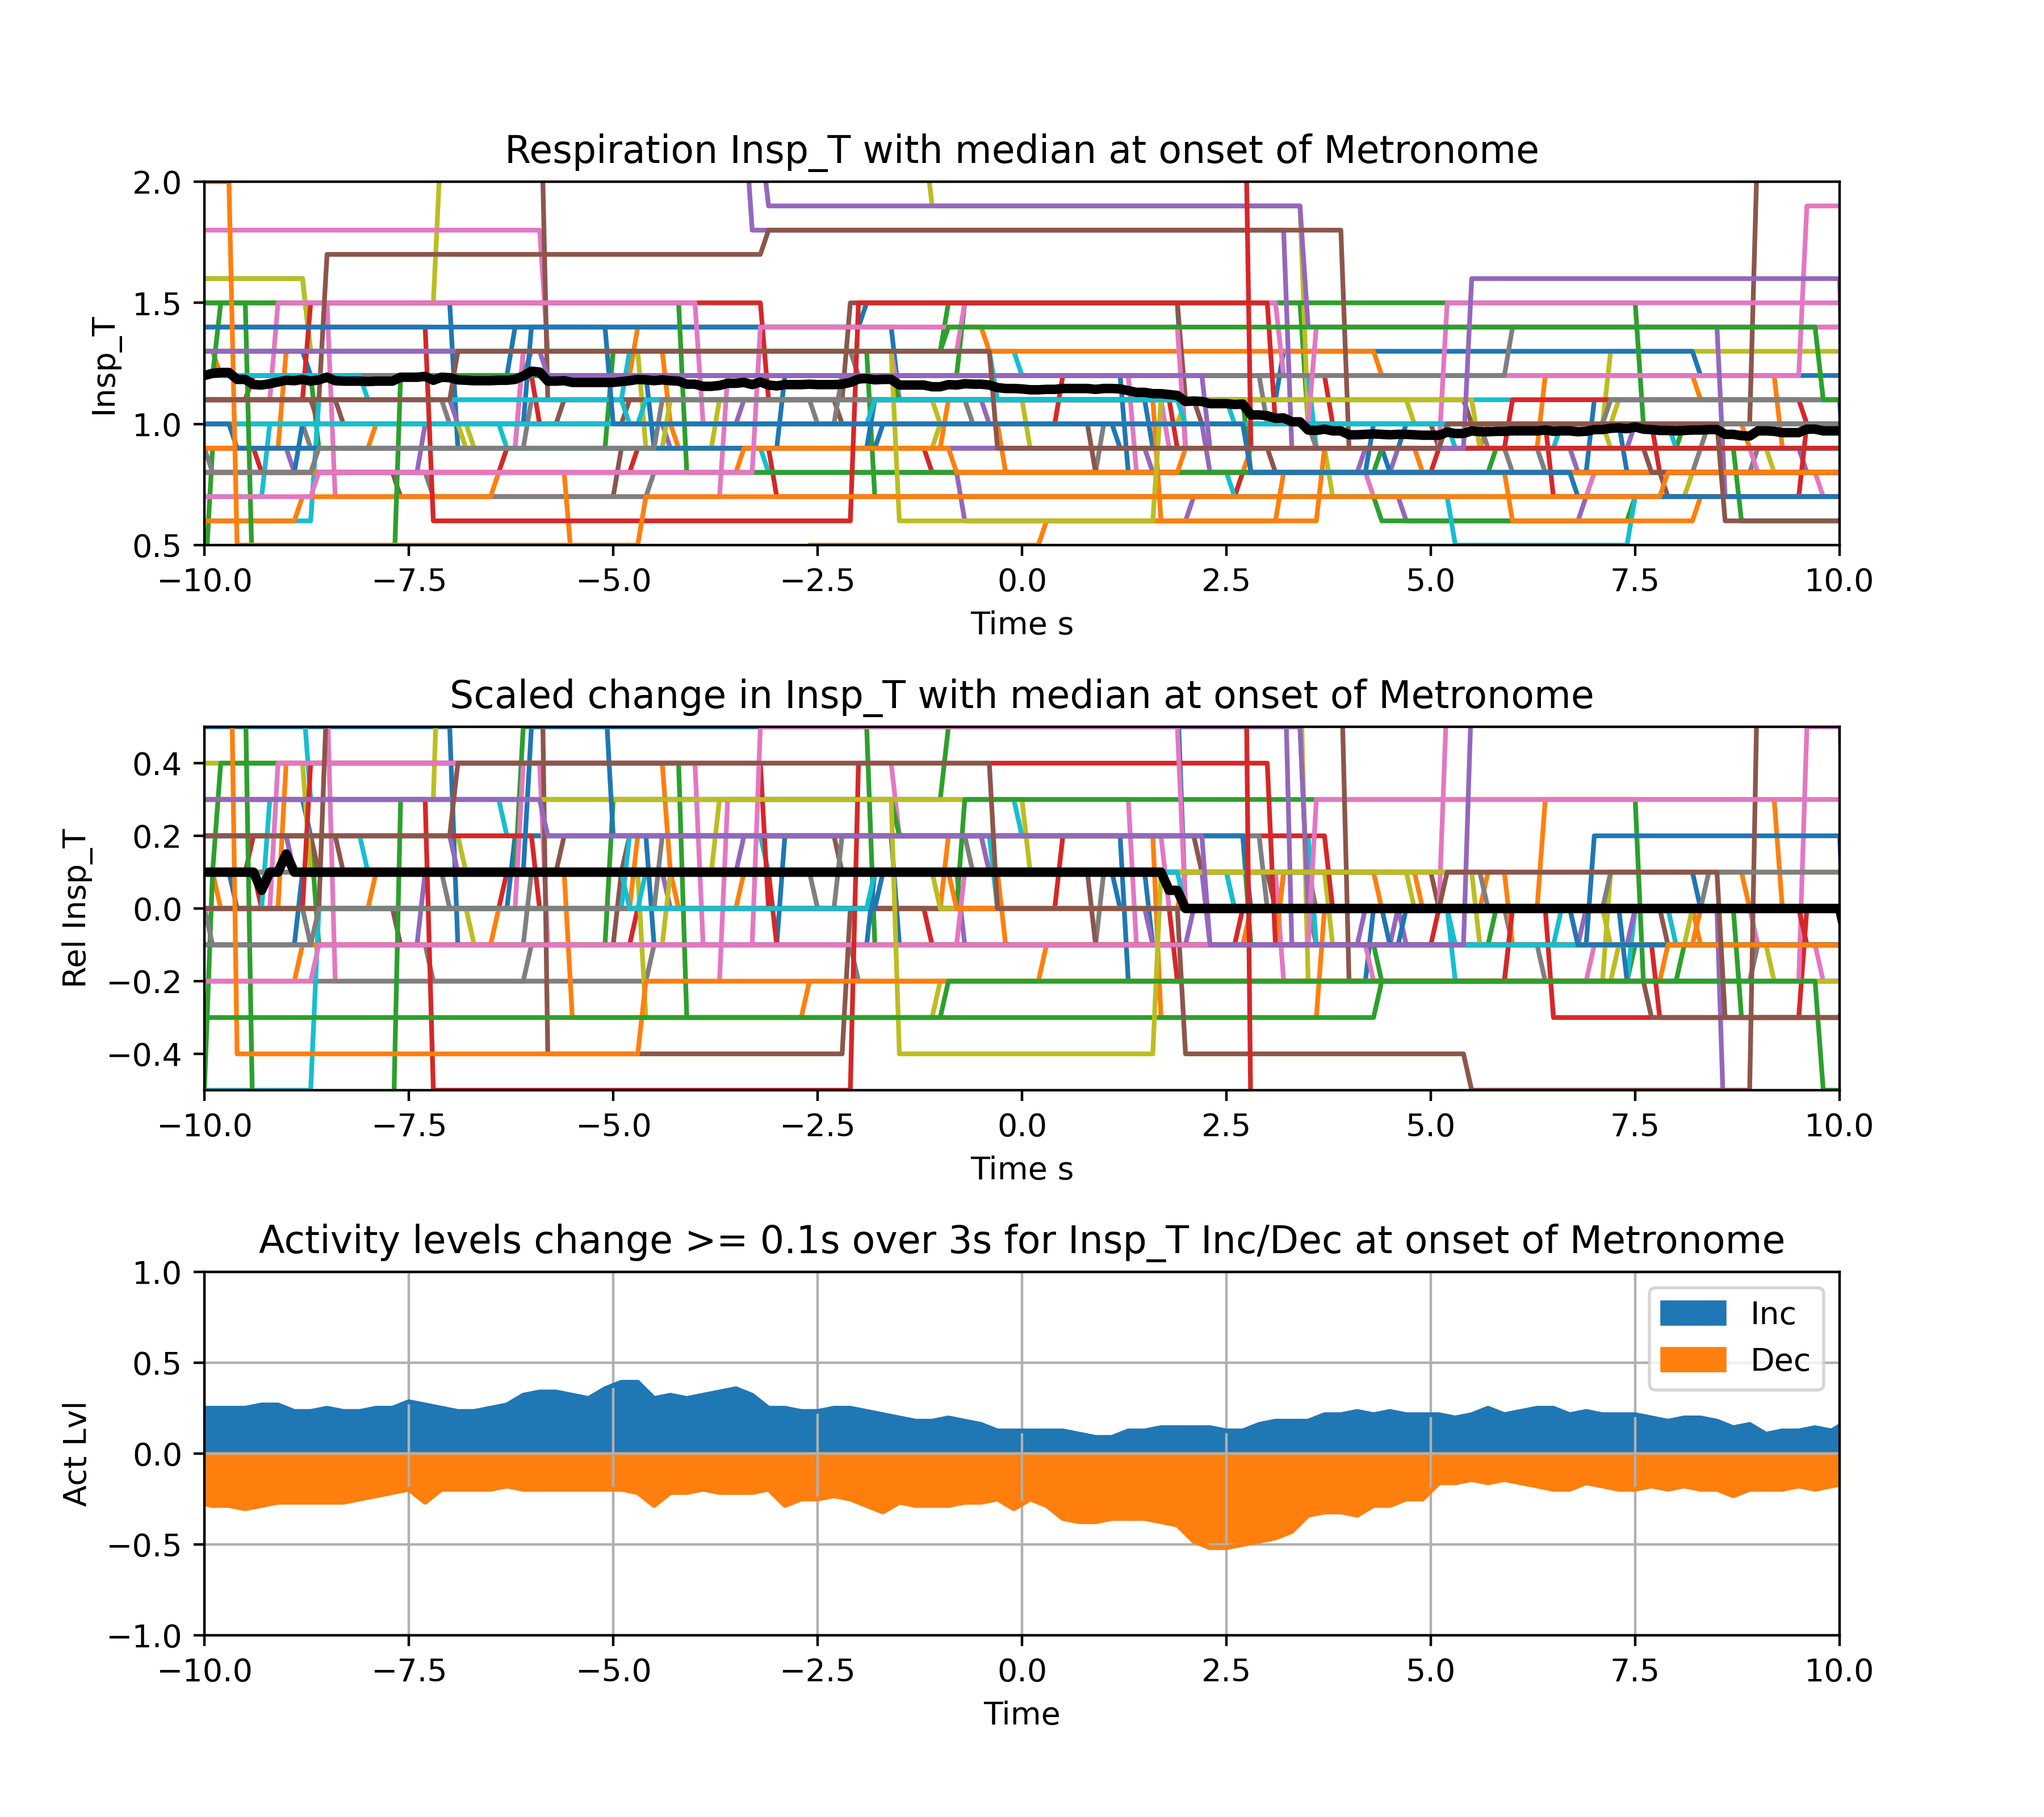 Respiration Insp_T with median at onset of Metronome
2.0
1.5
1.0
0.5
Insp_T
−10.0 −7.5 −5.0 −2.5 0.0 2.5 5.0 7.5 10.0
Time s
Scaled change in Insp_T with median at onset of Metronome
0.4
0.2
0.0
−0.2
−0.4
Rel Insp_T
−10.0 −7.5 −5.0 −2.5 0.0 2.5 5.0 7.5 10.0
Time s
Activity levels change >= 0.1s over 3s for Insp_T Inc/Dec at onset of Metronome
1.0
0.5
0.0
−0.5
−1.0
Act Lvl
Inc
Dec
−10.0 −7.5 −5.0 −2.5 0.0 2.5 5.0 7.5 10.0
Time